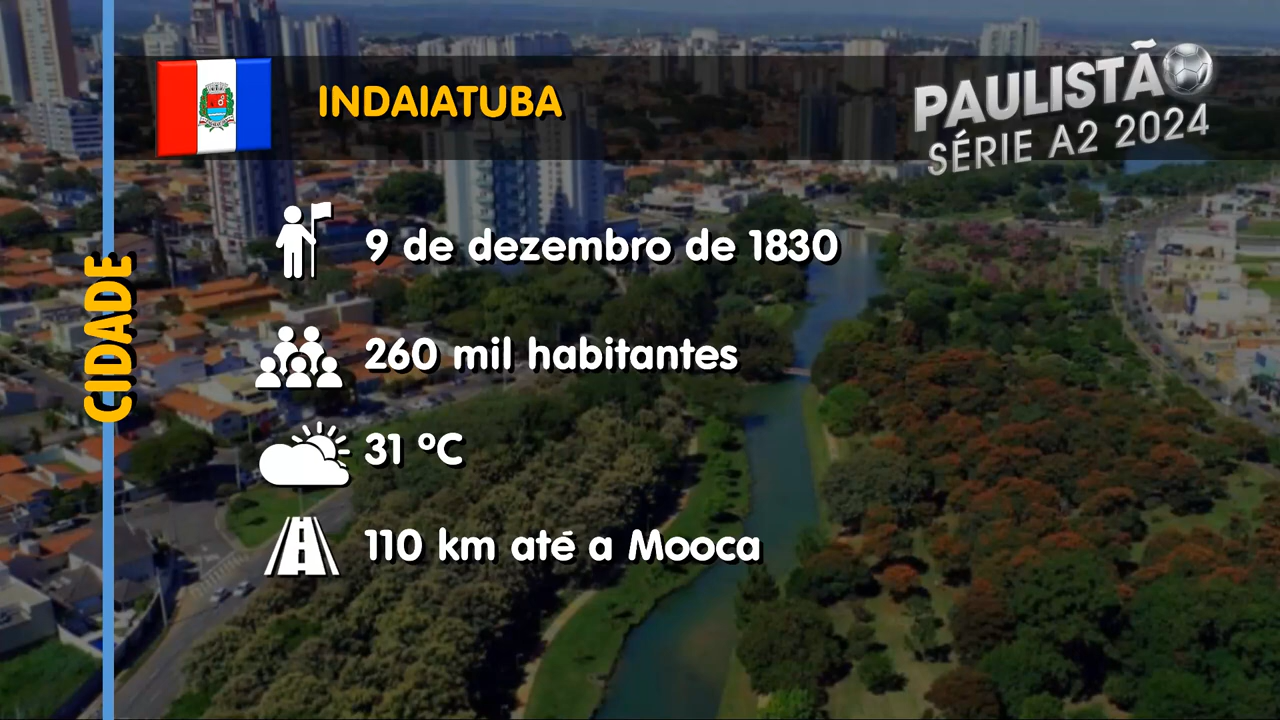 INDAIATUBA
PAULISTÃO
SÉRIE A2 2024
CIDADE
9 de dezembro de 1830
260 mil habitantes
31 ºC
110 km até a Mooca